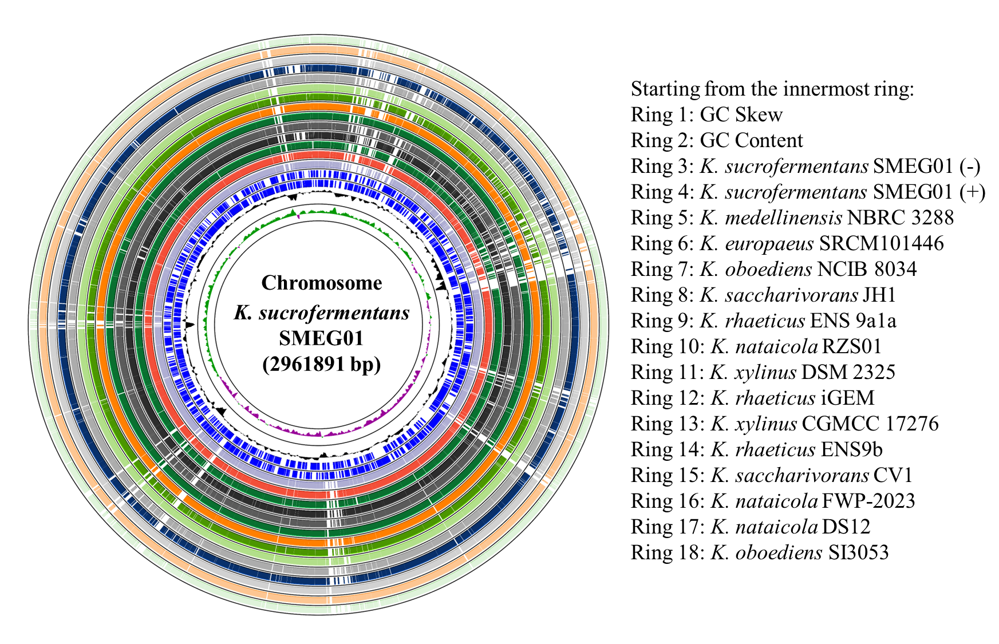 Chromosome
K. sucrofermentans
SMEG01
(2961891 bp)
Starting from the innermost ring:
Ring 1: GC Skew
Ring 2: GC Content
Ring 3: K. sucrofermentans SMEG01 (-)
Ring 4: K. sucrofermentans SMEG01 (+)
Ring 5: K. medellinensis NBRC 3288
Ring 6: K. europaeus SRCM101446
Ring 7: K. oboediens NCIB 8034
Ring 8: K. saccharivorans JH1
Ring 9: K. rhaeticus ENS 9a1a
Ring 10: K. nataicola RZS01
Ring 11: K. xylinus DSM 2325
Ring 12: K. rhaeticus iGEM
Ring 13: K. xylinus CGMCC 17276
Ring 14: K. rhaeticus ENS9b
Ring 15: K. saccharivorans CV1
Ring 16: K. nataicola FWP-2023
Ring 17: K. nataicola DS12
Ring 18: K. oboediens SI3053